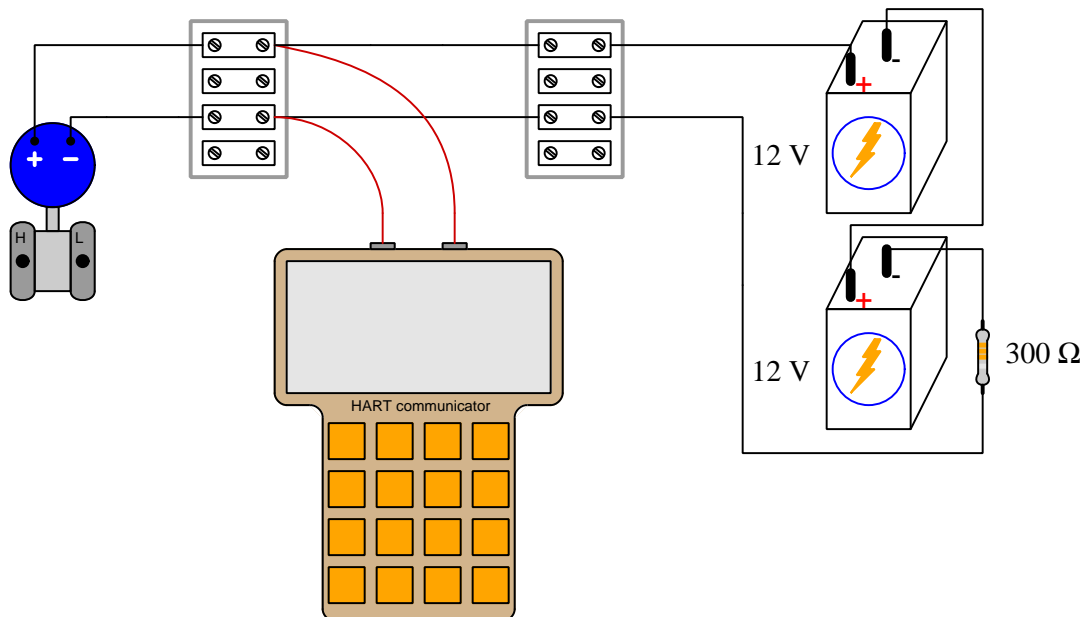 + -
+
12 V
+ −
H L
-
+
12 V
300 Ω
HART communicator